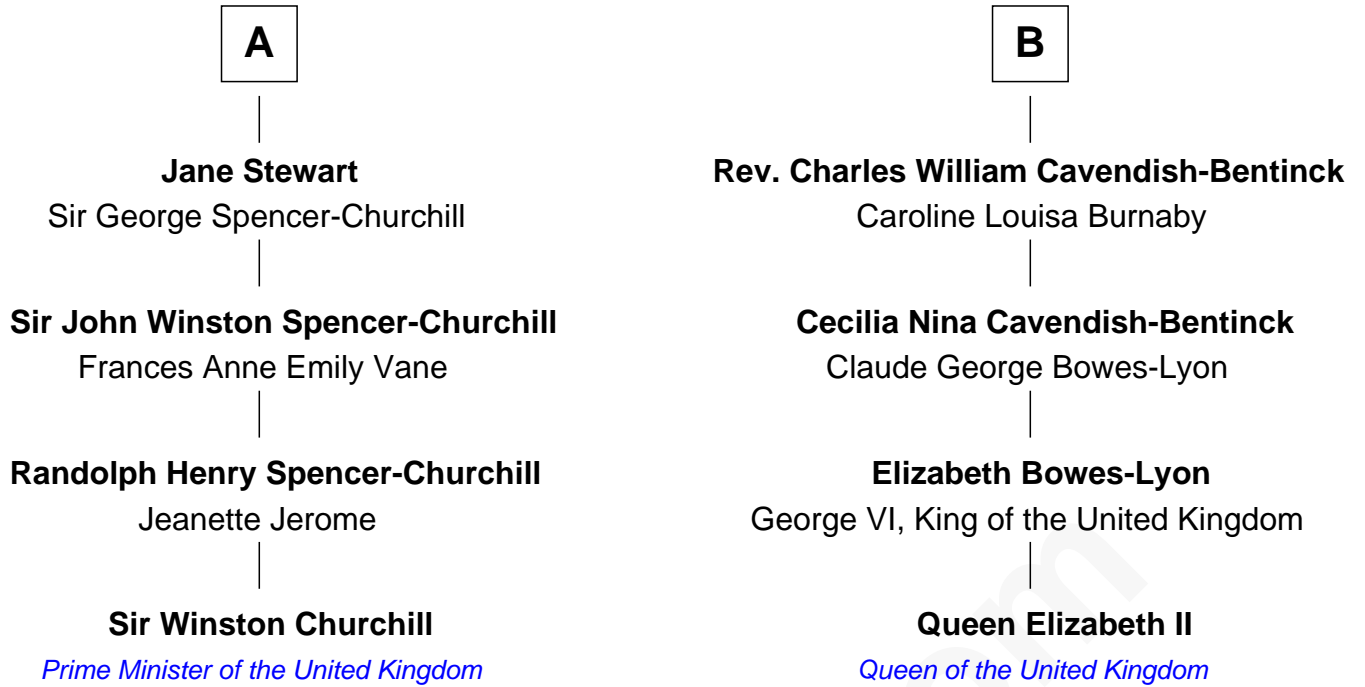 A
Jane Stewart
Sir George Spencer-Churchill
Sir John Winston Spencer-Churchill
Frances Anne Emily Vane
Randolph Henry Spencer-Churchill
Jeanette Jerome
Sir Winston Churchill
Prime Minister of the United Kingdom
B
Rev. Charles William Cavendish-Bentinck
Caroline Louisa Burnaby
Cecilia Nina Cavendish-Bentinck
Claude George Bowes-Lyon
Elizabeth Bowes-Lyon
George VI, King of the United Kingdom
Queen Elizabeth II
Queen of the United Kingdom